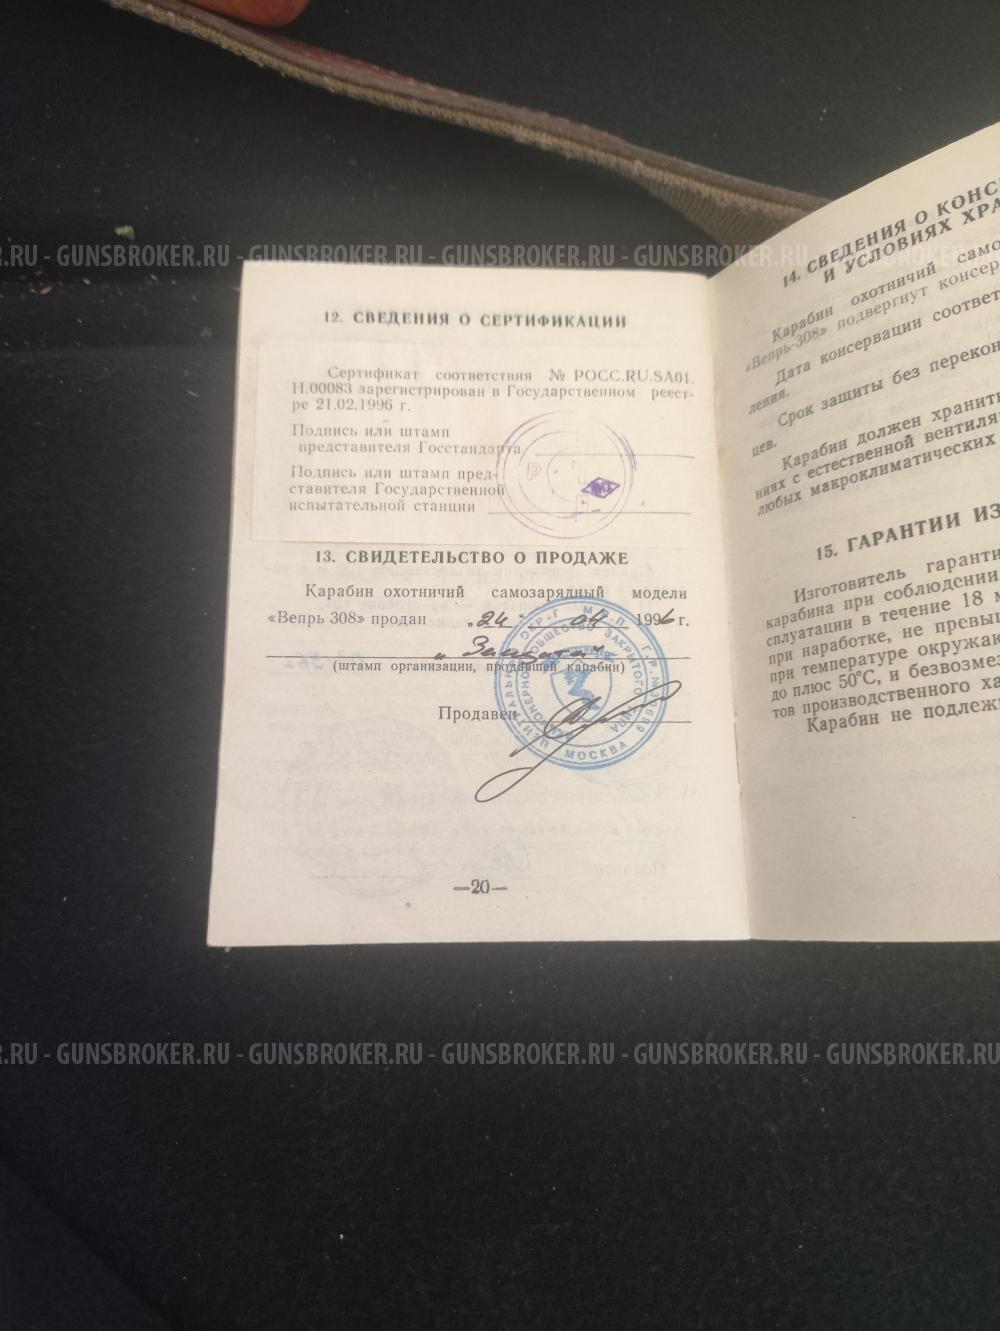 .RU - GUNSBROKER.RU - GUNSBROKER.RU - GUNSBROKER.RU - GUNSBROKER.RU - GUNSBROKER.RU
12. СВЕДЕНИЯ О СЕРТИФИКАЦИИ
Сертификат соответствия № РОСС.RU.SA01.
Н.00083 зарегистрирован в Государственном реест-
ре 21.02.1996 г.
Подпись или штамп
представителя Госстандарта
Подпись или штамп пред-
ставителя Государственной
испытательной станции
13. СВИДЕТЕЛЬСТВО О ПРОДАЖЕ
Карабин охотничий самозарядный модели
«Вепрь 308» продан „24" 04 1996 г.
(штамп организации, продавшей карабин)
Продавец
МОСКВА
—20—
14. СВЕДЕНИЯ О КОНС
И УСЛОВИЯХ ХРА
Карабин охотничий само
«Вепрь-308» подвергнут консер
Дата консервации соответ
ления.
Срок защиты без перекон
цев.
Карабин должен хранить
ниях с естественной вентиля
любых макроклиматических
15. ГАРАНТИИ ИЗ
Изготовитель гаранти
карабина при соблюдении
сплуатации в течение 18 м
при наработке, не превы
при температуре окружа
до плюс 50°С, и безвозмез
тов производственного ха
Карабин не подлеж
.RU - GUNSBROKER.RU - GUNSBROKER.RU - GUNSBROKER.RU - GUNSBROKER.RU - GUNSBROKER.RU